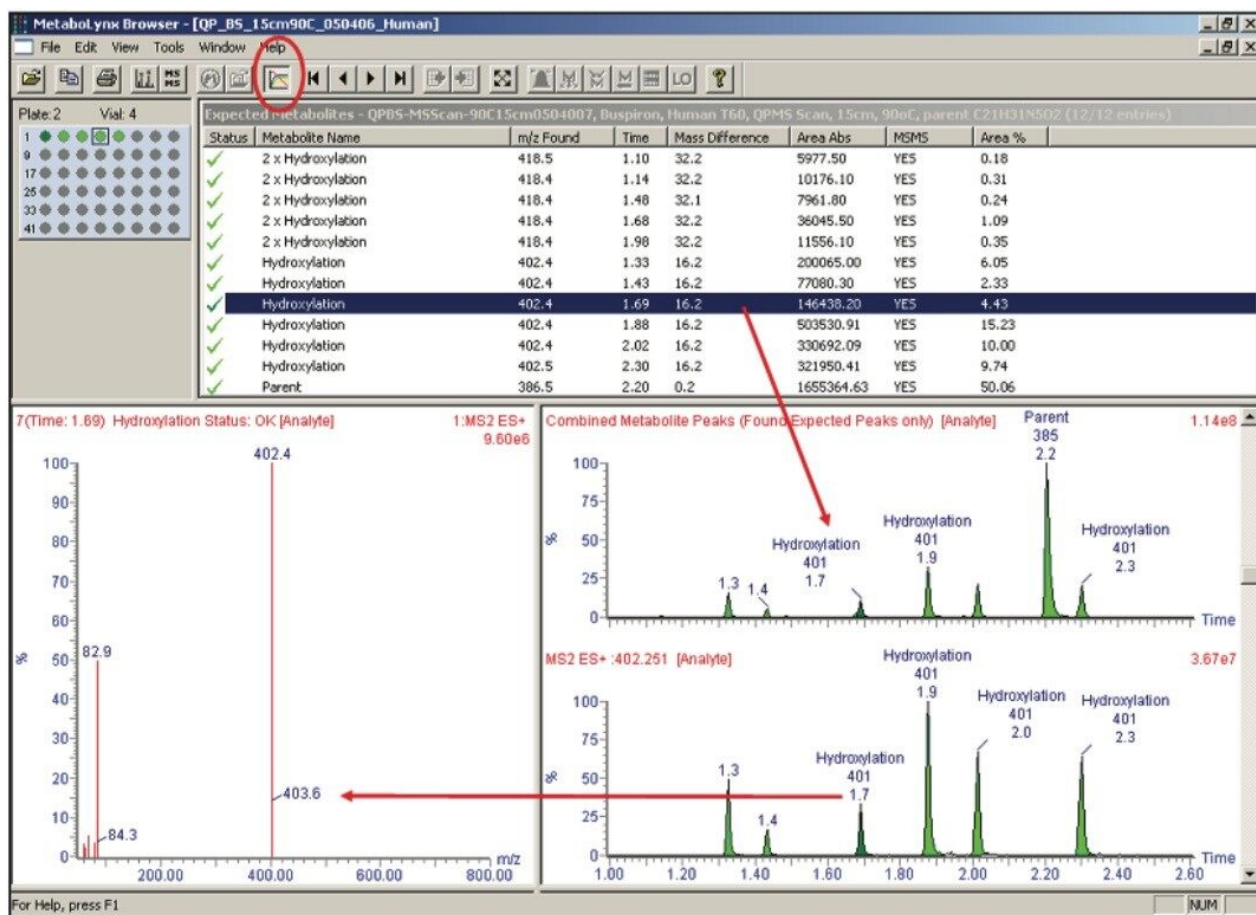 MetaboLynx Browser - [QP_BS_15cm90C_050406_Human]
File Edit View Tools Window Help
MS
MS
LO
Plate: 2 Vial: 4
1
9
17
25
33
41
Expected Metabolites - QPBS-MSScan-90C15cm0504007, Buspiron, Human T60, QPMS Scan, 15cm, 90oC, parent C21H31N5O2 (12/12 entries)
Status Metabolite Name m/z Found Time Mass Difference Area Abs MSMS Area %
2 x Hydroxylation 418.5 1.10 32.2 5977.50 YES 0.18
2 x Hydroxylation 418.4 1.14 32.2 10176.10 YES 0.31
2 x Hydroxylation 418.4 1.48 32.1 7961.80 YES 0.24
2 x Hydroxylation 418.4 1.68 32.2 36045.50 YES 1.09
2 x Hydroxylation 418.4 1.98 32.2 11556.10 YES 0.35
Hydroxylation 402.4 1.33 16.2 200065.00 YES 6.05
Hydroxylation 402.4 1.43 16.2 77080.30 YES 2.33
Hydroxylation 402.4 1.69 16.2 146438.20 YES 4.43
Hydroxylation 402.4 1.88 16.2 503530.91 YES 15.23
Hydroxylation 402.4 2.02 16.2 330692.09 YES 10.00
Hydroxylation 402.5 2.30 16.2 321950.41 YES 9.74
Parent 386.5 2.20 0.2 1655364.63 YES 50.06
7(Time: 1.69) Hydroxylation Status: OK [Analyte] 1:MS2 ES+
9.60e6
402.4
100
90
80
70
60
82.9
50
%
40
30
20
403.6
10
84.3
0
m/z
200.00 400.00 600.00 800.00
Combined Metabolite Peaks (Found Expected Peaks only) [Analyte] 1.14e8
Parent
385
2.2
100
75
Hydroxylation
401
1.9
Hydroxylation
401
1.7
Hydroxylation
401
2.3
50
%
25
1.3
1.4
0
Time
MS2 ES+ :402.251 [Analyte] 3.67e7
Hydroxylation
401
1.9
Hydroxylation
401
2.0
Hydroxylation
401
2.3
100
75
Hydroxylation
401
1.7
50
%
1.3
25
1.4
0
Time
1.00 1.20 1.40 1.60 1.80 2.00 2.20 2.40 2.60
For Help, press F1 NUM